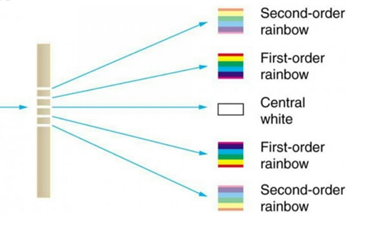 Second-order
rainbow
First-order
rainbow
Central
white
First-order
rainbow
Second-order
rainbow